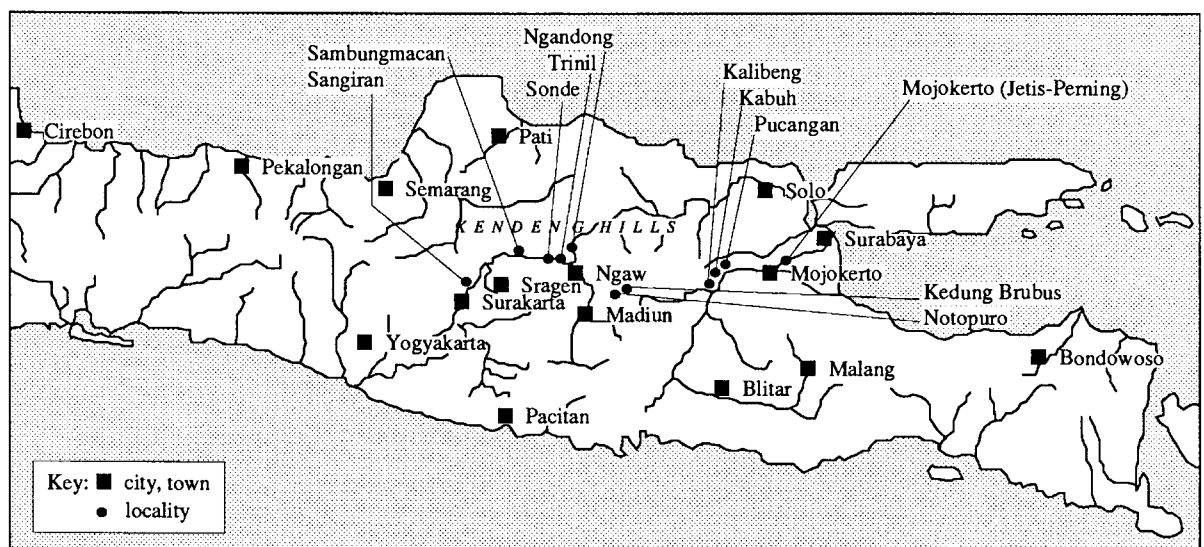 Ngandong
Sambungmacan
Trinil
Sangiran
Sonde
Kalibeng
Kabuh
Pucangan
Mojokerto (Jetis-Perning)
Cirebon
Pati
Pekalongan
Semarang
Solo
KENDENG HILLS
Surabaya
Ngaw
Mojokerto
Sragen
Surakarta
Kedung Brubus
Madiun
Notopuro
Yogyakarta
Malang
Bondowoso
Blitar
Pacitan
Key: city, town
locality